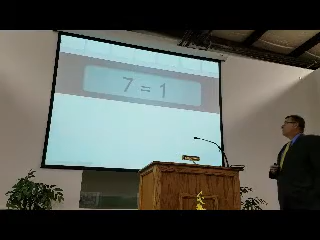 7 = 1